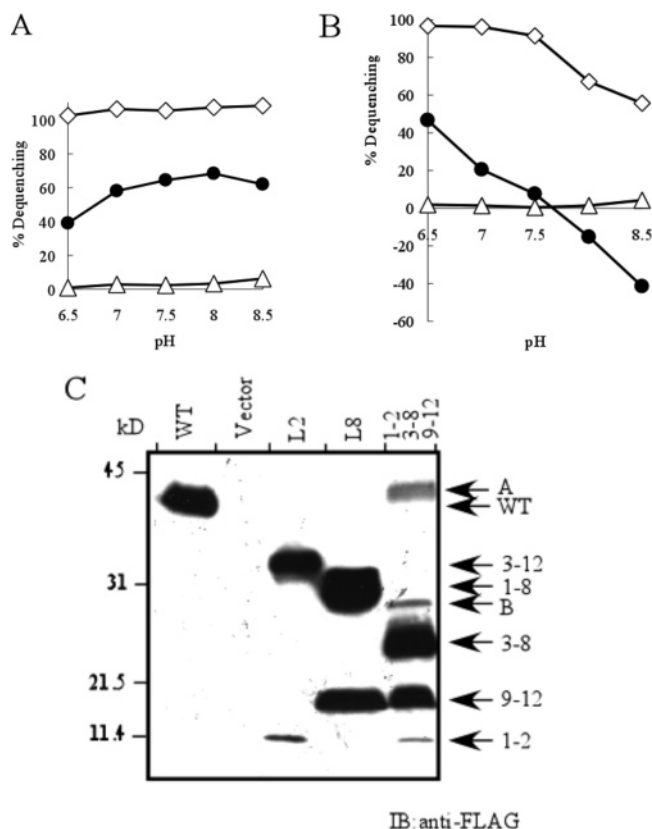 A
% Dequenching
100
80
60
40
20
0
6.5 7 7.5 8 8.5
pH
B
% Dequenching
100
80
60
40
20
0
-20
-40
-60
6.5 7 7.5 8 8.5
pH
C
kD WT Vector L2 L8 1-2 3-8 9-12
45
31
21.5
11.4
A
WT
3-12
1-8
B
3-8
9-12
1-2
IB:anti-FLAG